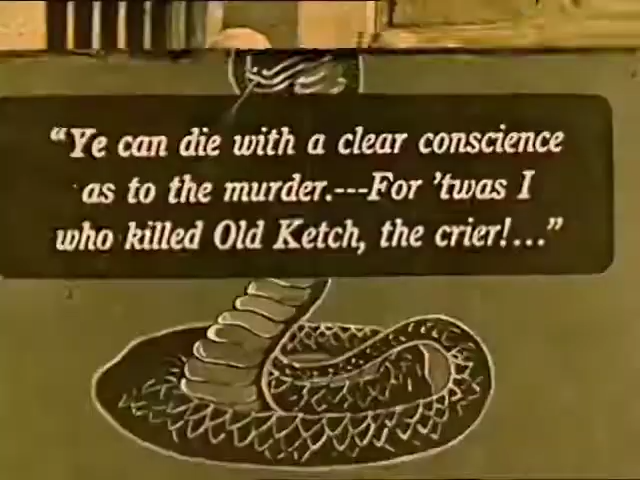 “Ye can die with a clear conscience
as to the murder.---For 'twas I
who killed Old Ketch, the crier!...”